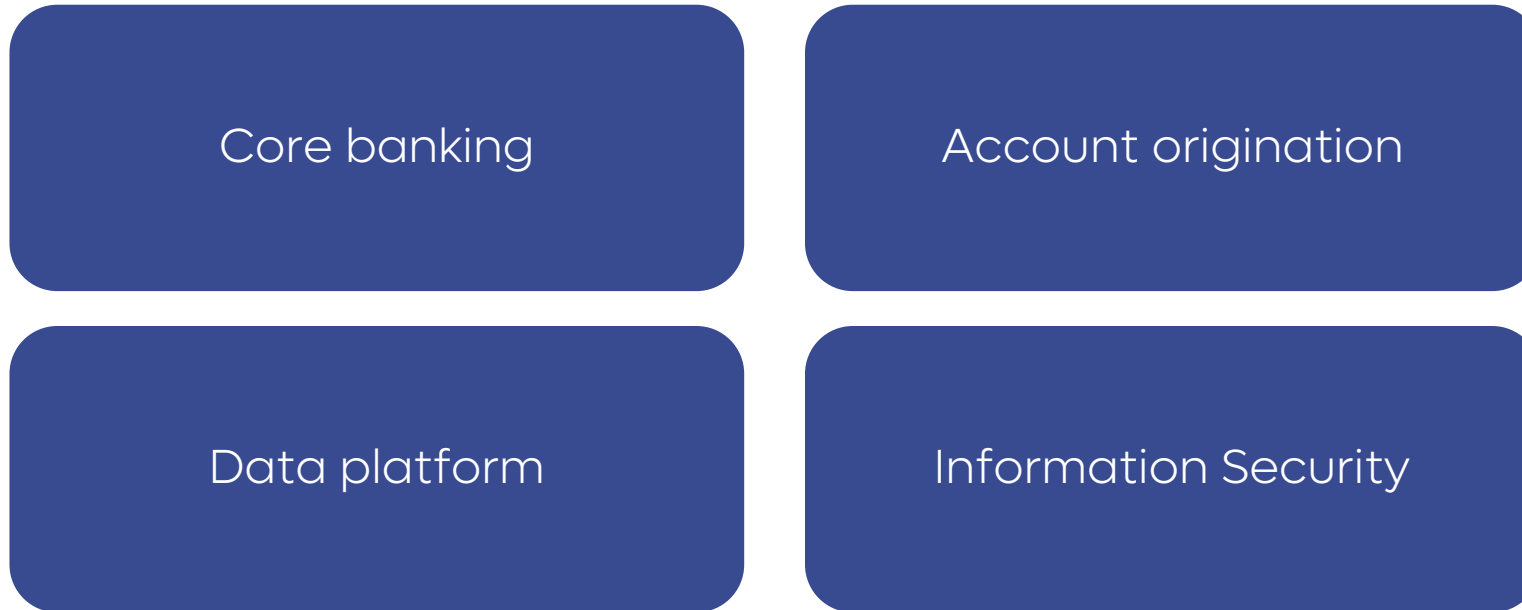 Core banking
Account origination
Data platform
Information Security